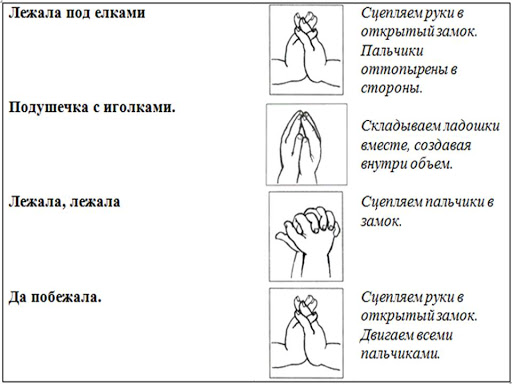 Лежала под елками
Сцепляем руки в
открытый замок.
Пальчики
оттопырены в
стороны.
Подушечка с иголками.
Складываем ладошки
вместе, создавая
внутри объем.
Лежала, лежала
Сцепляем пальчики в
замок.
Да побежала.
Сцепляем руки в
открытый замок.
Двигаем всеми
пальчиками.